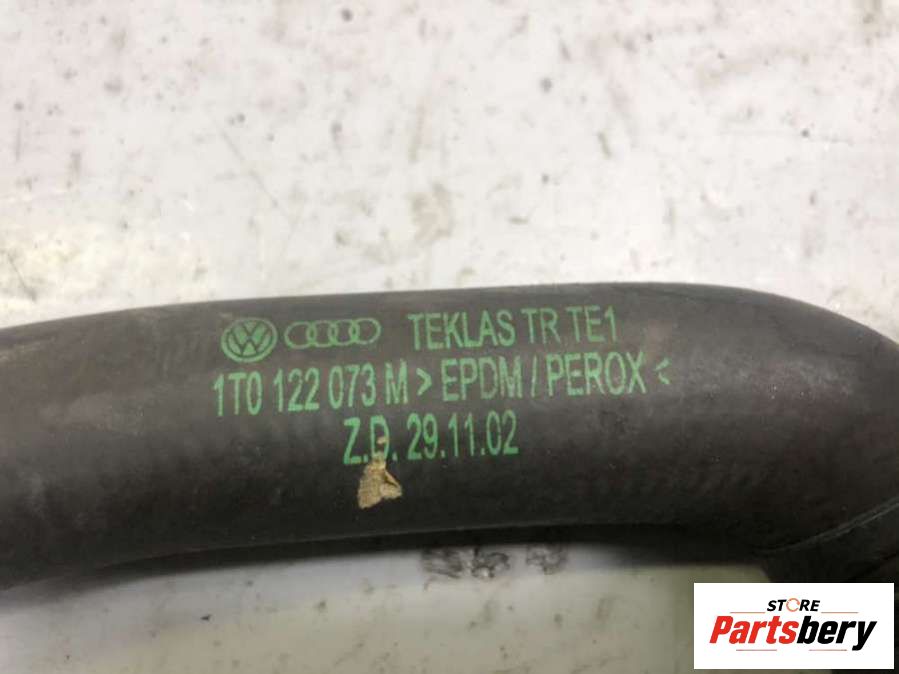 TEKLAS TR TE1
1T0 122 073 M > EPDM / PEROX <
Z.D. 29.11.02
STORE
Partsbery